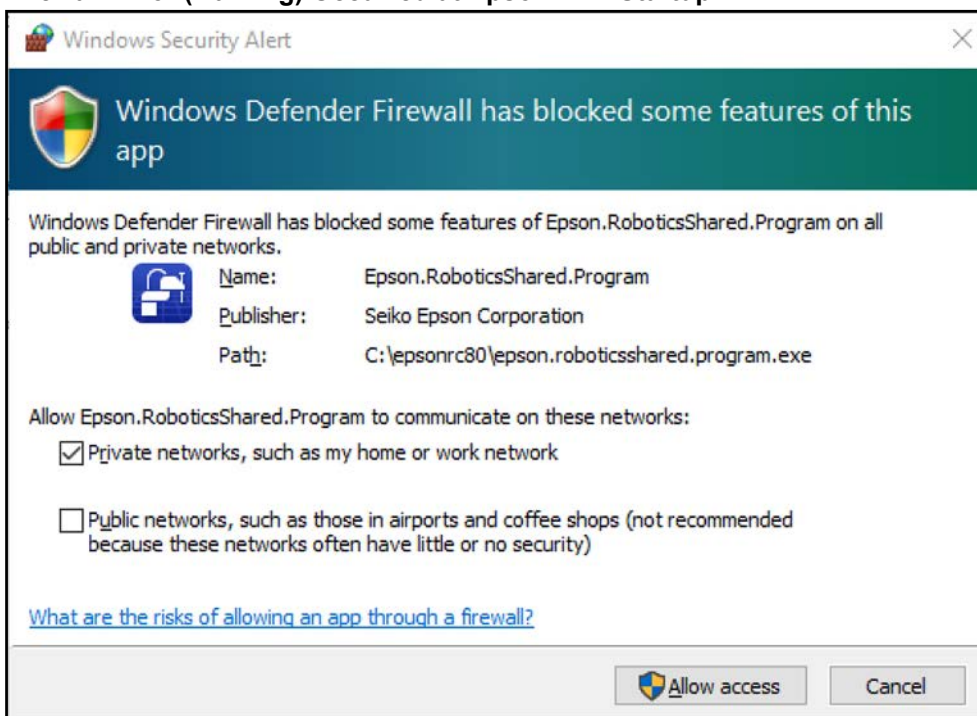 Windows Security Alert
Windows Defender Firewall has blocked some features of this
app
Windows Defender Firewall has blocked some features of Epson.RoboticsShared.Program on all
public and private networks.
Name: Epson.RoboticsShared.Program
Publisher: Seiko Epson Corporation
Path: C:\epsonrc80\epson.roboticsshared.program.exe
Allow Epson.RoboticsShared.Program to communicate on these networks:
Private networks, such as my home or work network
Public networks, such as those in airports and coffee shops (not recommended
because these networks often have little or no security)
What are the risks of allowing an app through a firewall?
Allow access Cancel